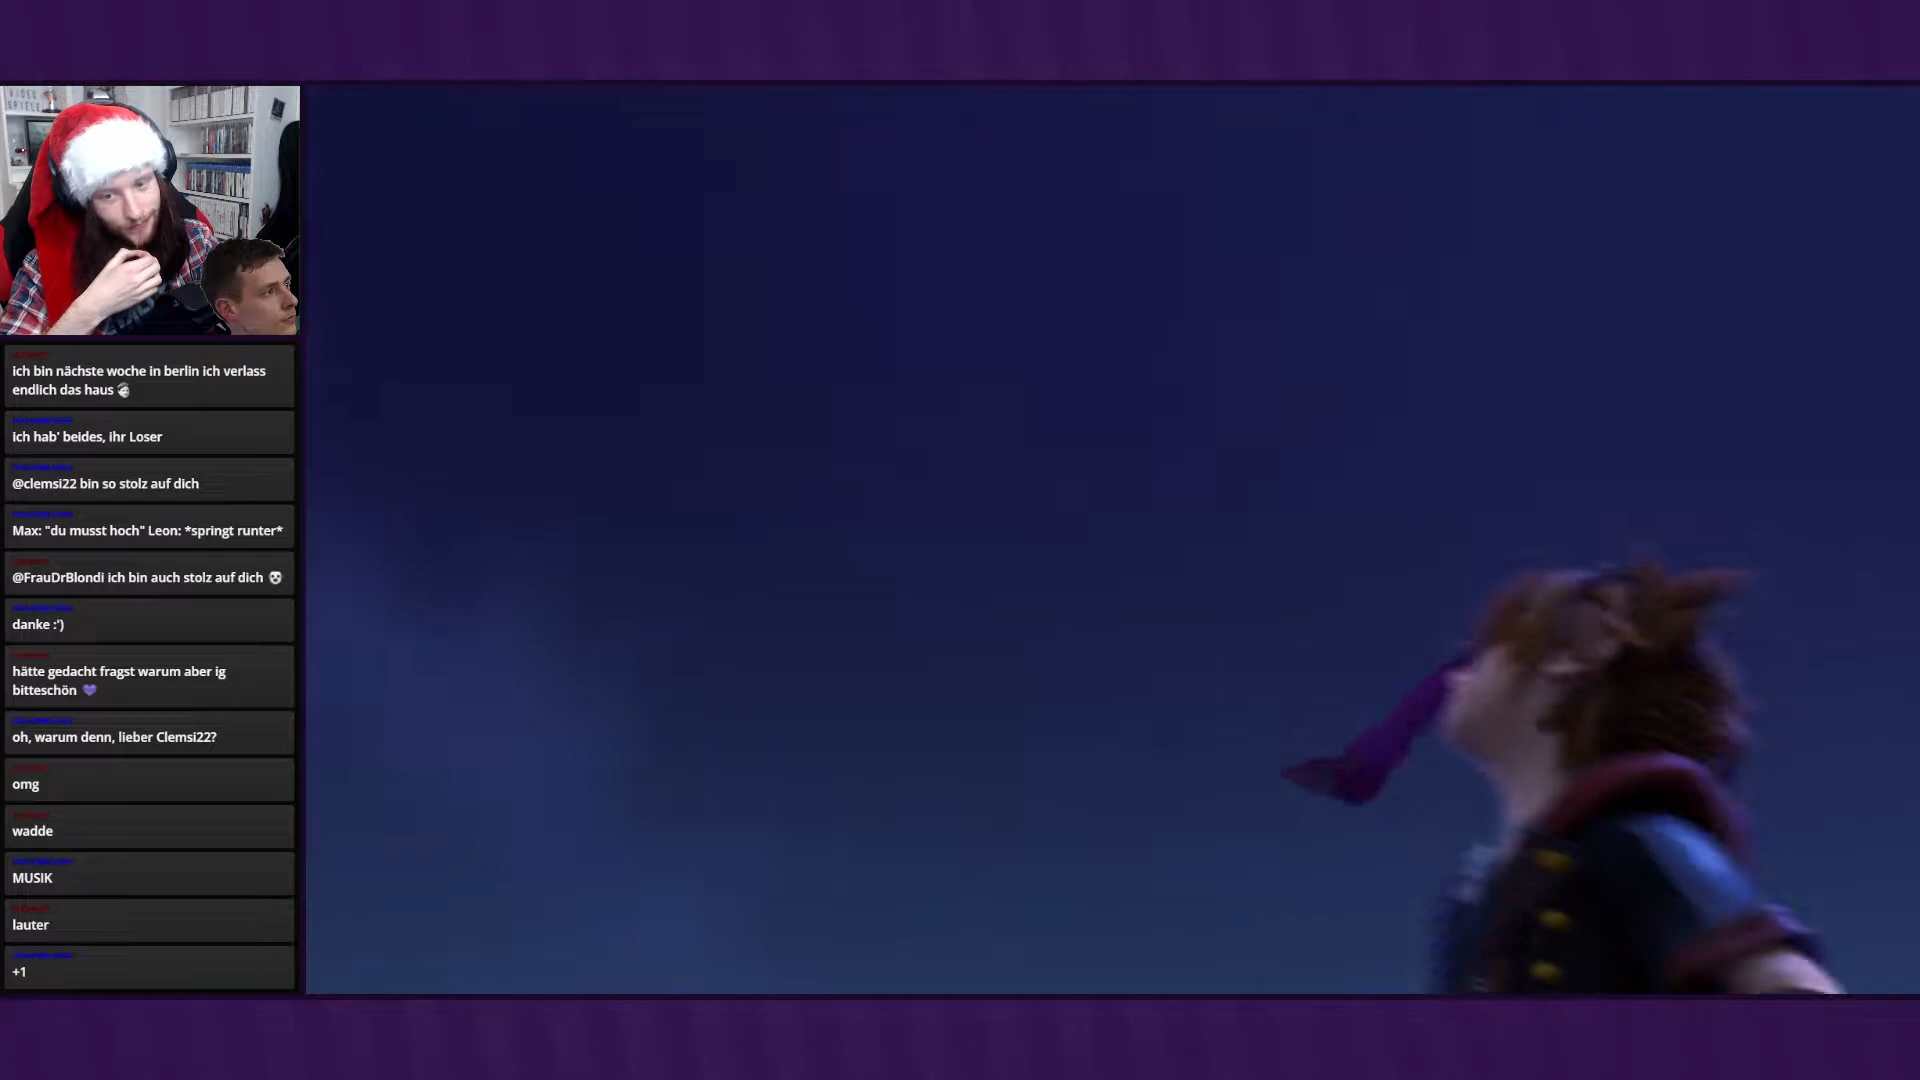 VIDEO
SPIELE
ich bin nächste woche in berlin ich verlass
endlich das haus
ich hab' beides, ihr Loser
@clemsi22 bin so stolz auf dich
Max: "du musst hoch" Leon: *springt runter*
@FrauDrBlondi ich bin auch stolz auf dich
danke :')
hätte gedacht fragst warum aber ig
bitteschön
oh, warum denn, lieber Clemsi22?
omg
wadde
MUSIK
lauter
+1